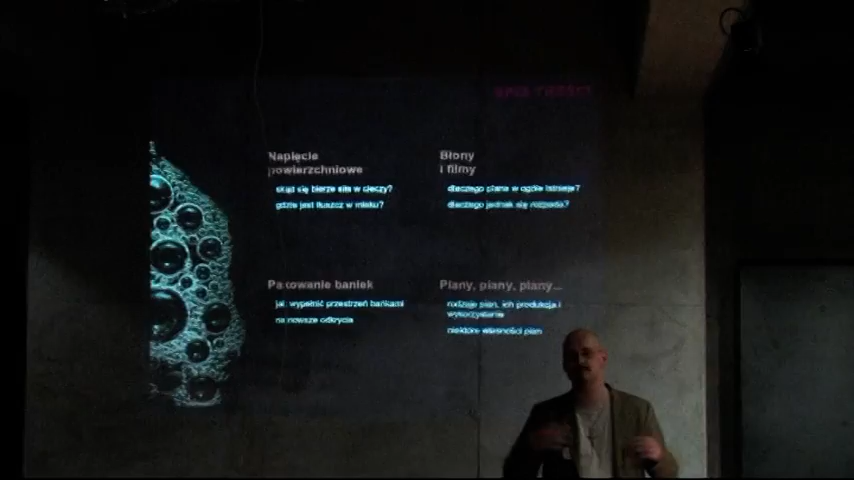 SPIS TREŚCI
Napięcie
powierzchniowe
skąd się bierze siła w cieczy?
gdzie jest tłuszcz w mleku?
Błony
i filmy
dlaczego piana w ogóle istnieje?
dlaczego jednak się rozpada?
Pakowanie baniek
jak wypełnić przestrzeń bańkami
na nowsze odkrycia
Piany, piany, piany...
rodzaje pian, ich produkcja i
wykorzystanie
niektóre własności pian